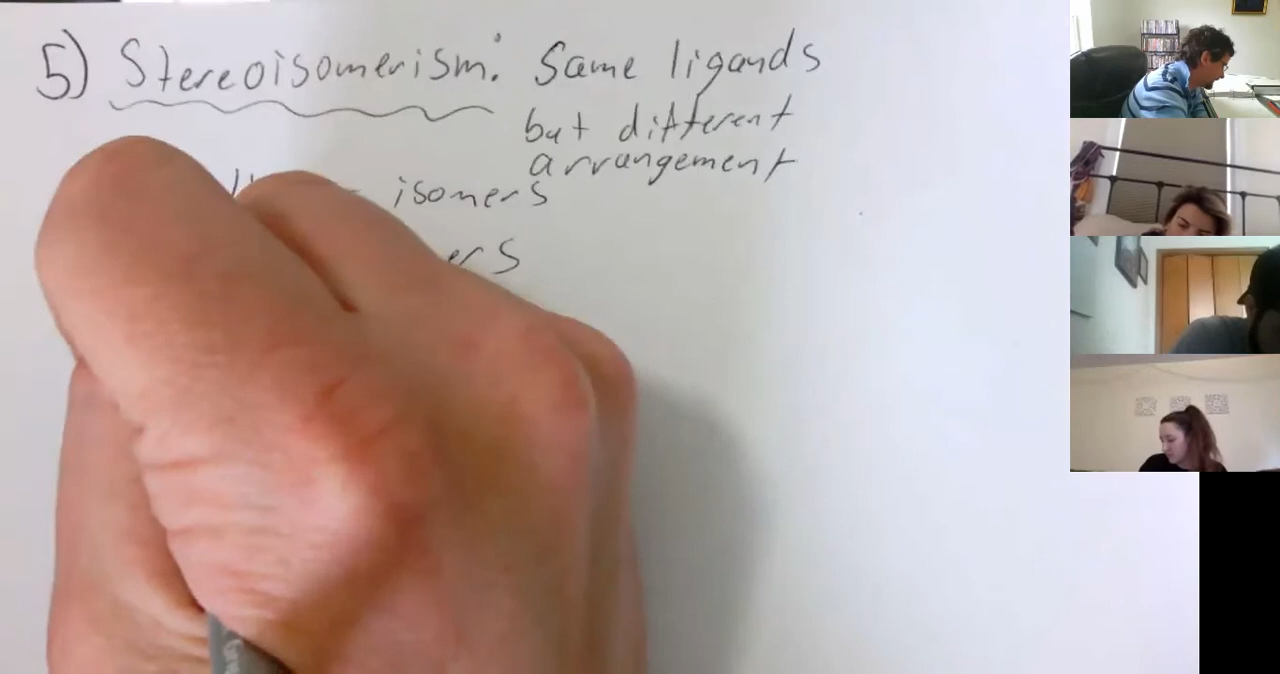 5) Stereoisomerism: Same ligands
but different
arrangement
isomers